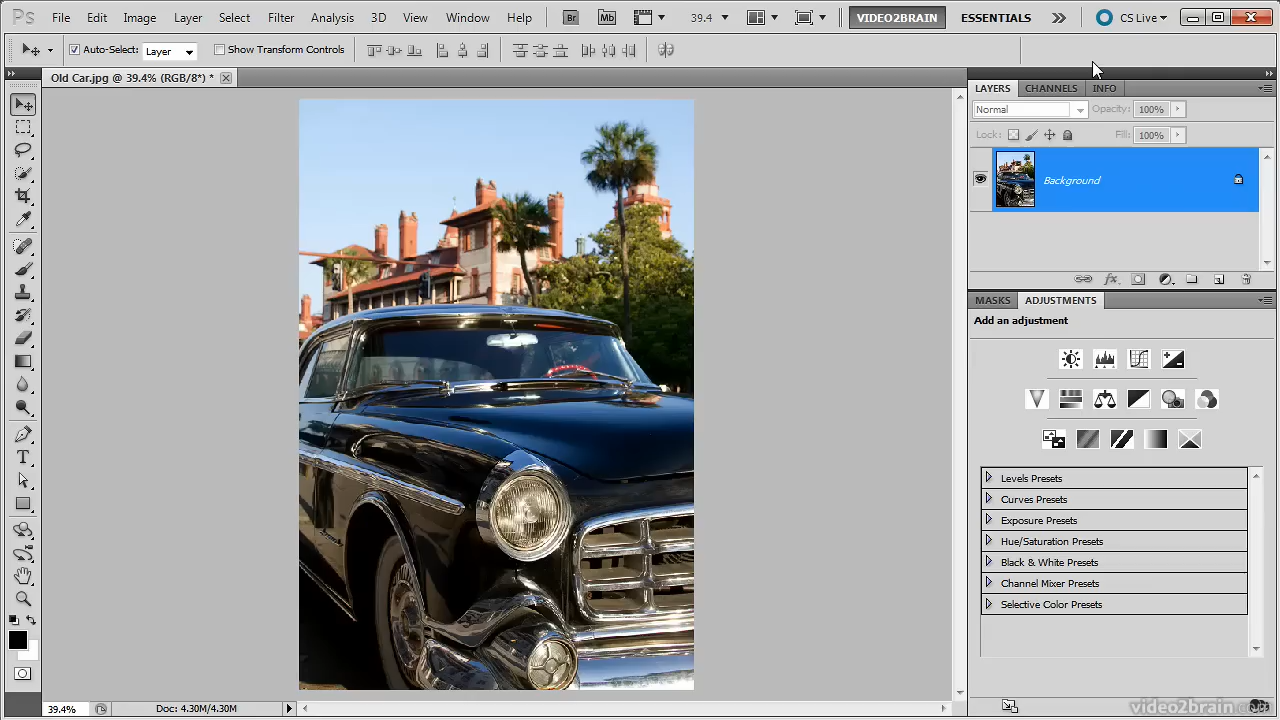 Ps File Edit Image Layer Select Filter Analysis 3D View Window Help Br Mb 39.4 VIDEO2BRAIN ESSENTIALS CS Live
Auto-Select: Layer Show Transform Controls
Old Car.jpg @ 39.4% (RGB/8*) *
LAYERS CHANNELS INFO
Normal Opacity: 100%
Lock: Fill: 100%
Background
fx
MASKS ADJUSTMENTS
Add an adjustment
Levels Presets
Curves Presets
Exposure Presets
Hue/Saturation Presets
Black & White Presets
Channel Mixer Presets
Selective Color Presets
39.4% Doc: 4.30M/4.30M
video2brain.com